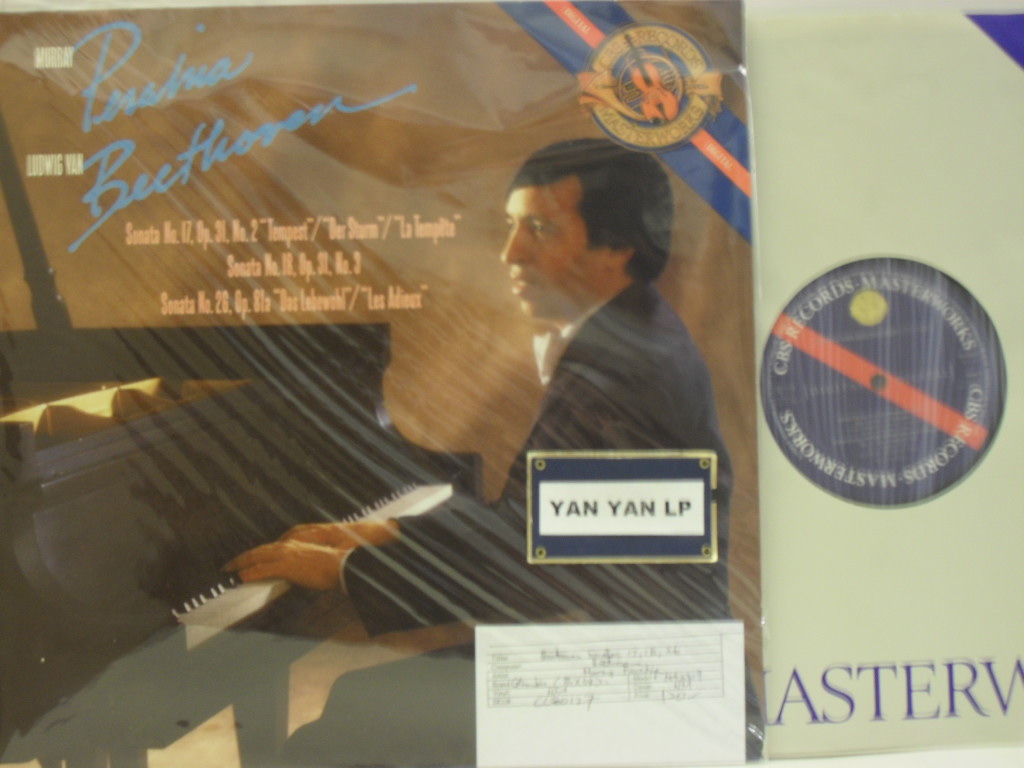 MURRAY
Perahia
LUDWIG VAN
Beethoven
Sonata No. 17, Op. 31, No. 2 "Tempest"/"Der Sturm"/"La Tempête"
Sonata No. 18, Op. 31, No. 3
Sonata No. 26, Op. 81a "Das Lebewohl"/"Les Adieux"
DIGITAL
CBS RECORDS
MASTERWORKS
DIGITAL
YAN YAN LP
CBS RECORDS · MASTERWORKS
CBS RECORDS · MASTERWORKS
MASTERW